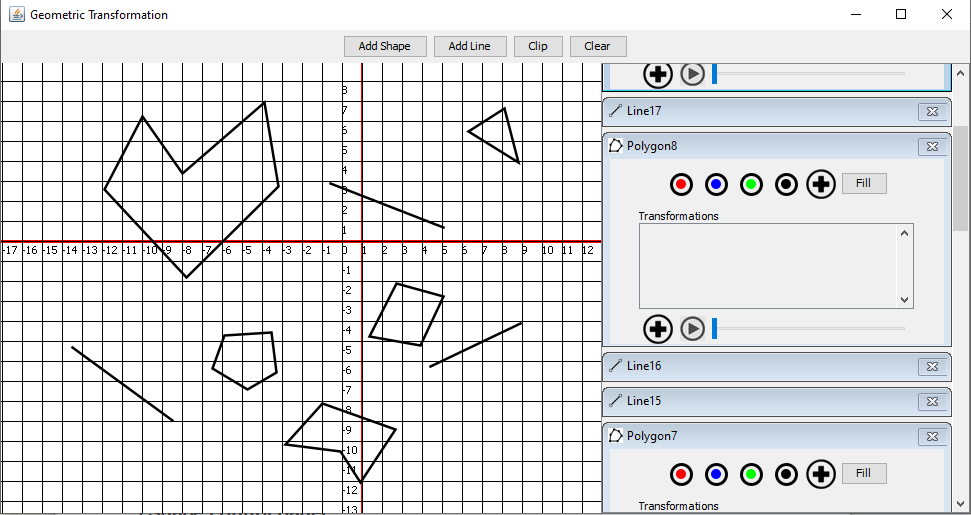 Geometric Transformation
Add Shape Add Line Clip Clear
8
7
6
5
4
3
2
1
-17 -16 -15 -14 -13 -12 -11 -10 -9 -8 -7 -6 -5 -4 -3 -2 -1 0 1 2 3 4 5 6 7 8 9 10 11 12
-1
-2
-3
-4
-5
-6
-7
-8
-9
-10
-11
-12
-13
Line17
Polygon8
Fill
Transformations
Line16
Line15
Polygon7
Fill
Transformations